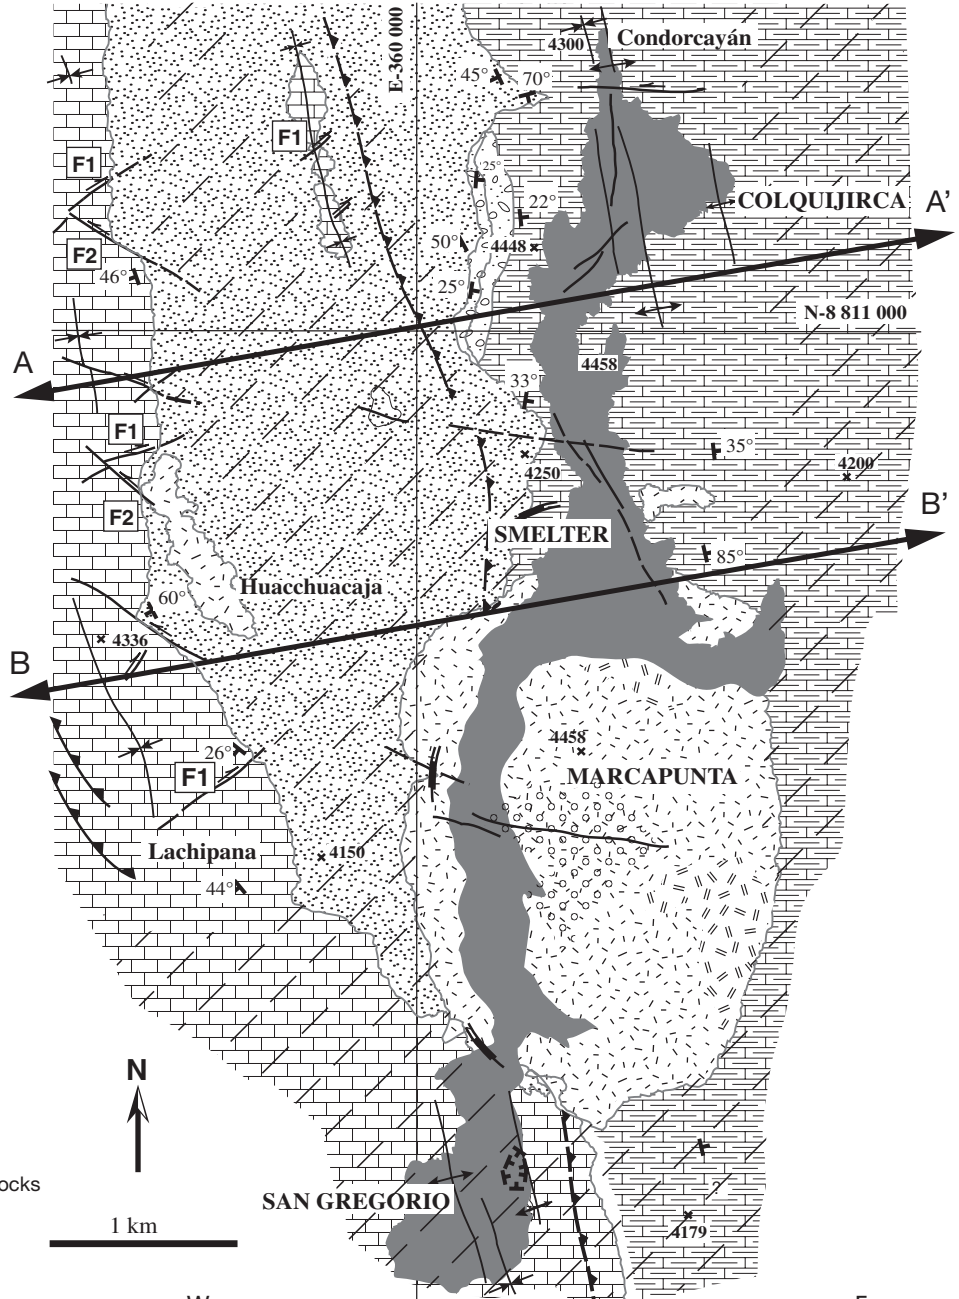 4300
Condorcayán
E-360 000
45°
70°
F1
F1
25°
COLQUIJIRCA
A'
22°
F2
50°
4448
46°
25°
N-8 811 000
A
4458
33°
F1
35°
4250
4200
B'
F2
SMELTER
85°
Huacchuacaja
60°
4336
B
26°
4458
F1
MARCAPUNTA
Lachipana
4150
44°
N
ocks
SAN GREGORIO
?
1 km
4179